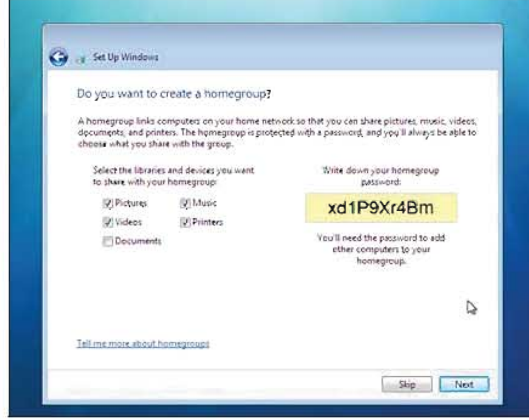 Set Up Windows
Do you want to create a homegroup?
A homegroup links computers on your home network so that you can share pictures, music, videos,
documents, and printers. The homegroup is protected with a password, and you'll always be able to
choose what you share with the group.
Select the libraries and devices you want
to share with your homegroup:
Pictures
Music
Videos
Printers
Documents
Write down your homegroup
password:
xd1P9Xr4Bm
You'll need the password to add
other computers to your
homegroup.
Tell me more about homegroups
Skip
Next